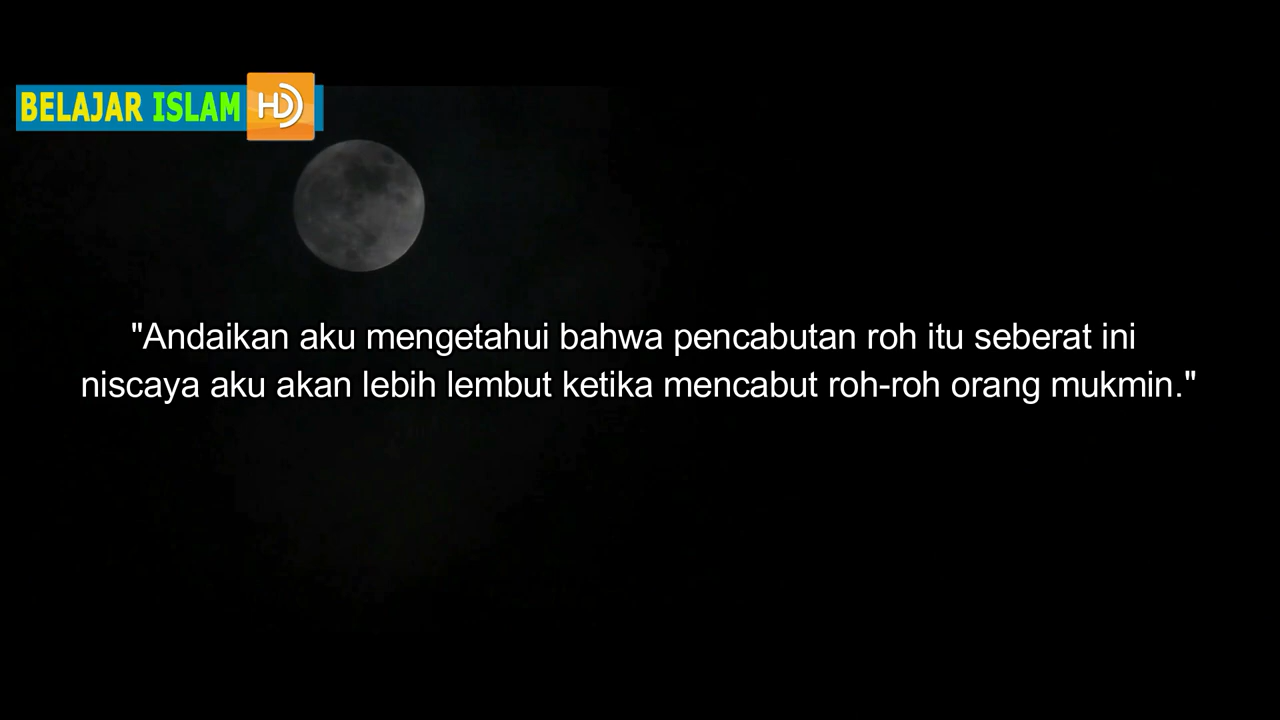 BELAJAR ISLAM HD
"Andaikan aku mengetahui bahwa pencabutan roh itu seberat ini
niscaya aku akan lebih lembut ketika mencabut roh-roh orang mukmin."